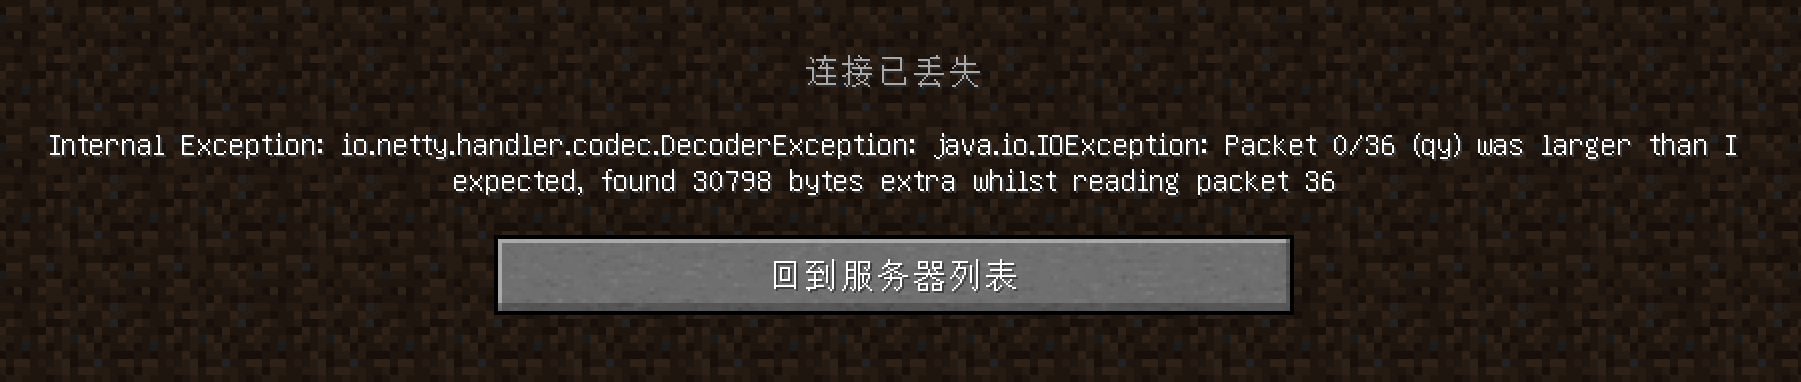 连接已丢失
Internal Exception: io.netty.handler.codec.DecoderException: java.io.IOException: Packet 0/36 (qy) was larger than I
expected, found 30798 bytes extra whilst reading packet 36
回到服务器列表